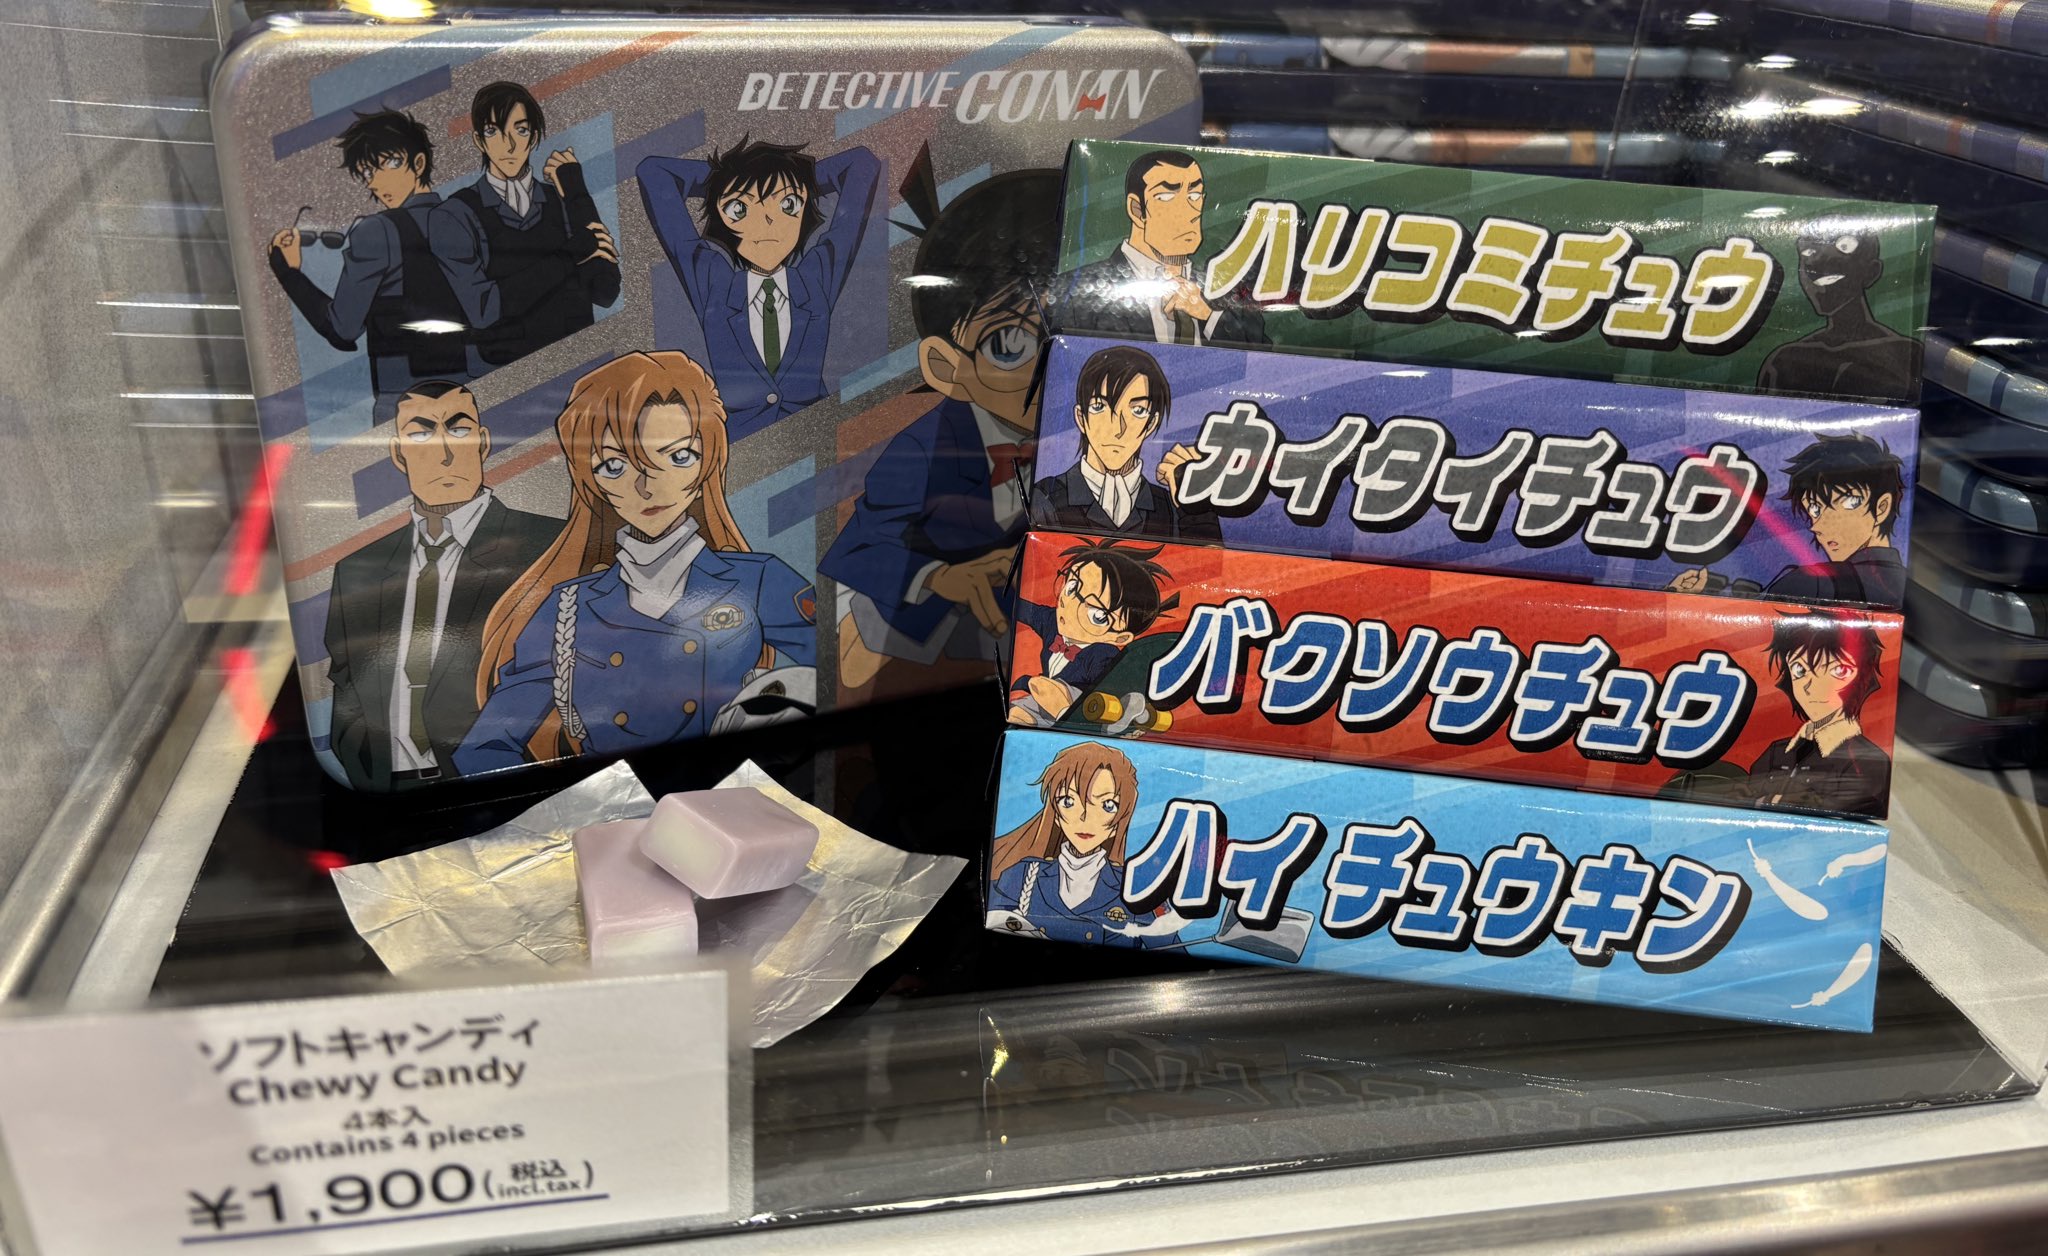 DETECTIVE CONAN
ハリコミチュウ
カイタイチュウ
バクソウチュウ
ハイ チュウキン
ソフトキャンディ
Chewy Candy
4本入
Contains 4 pieces
¥1,900(税込 incl.tax)